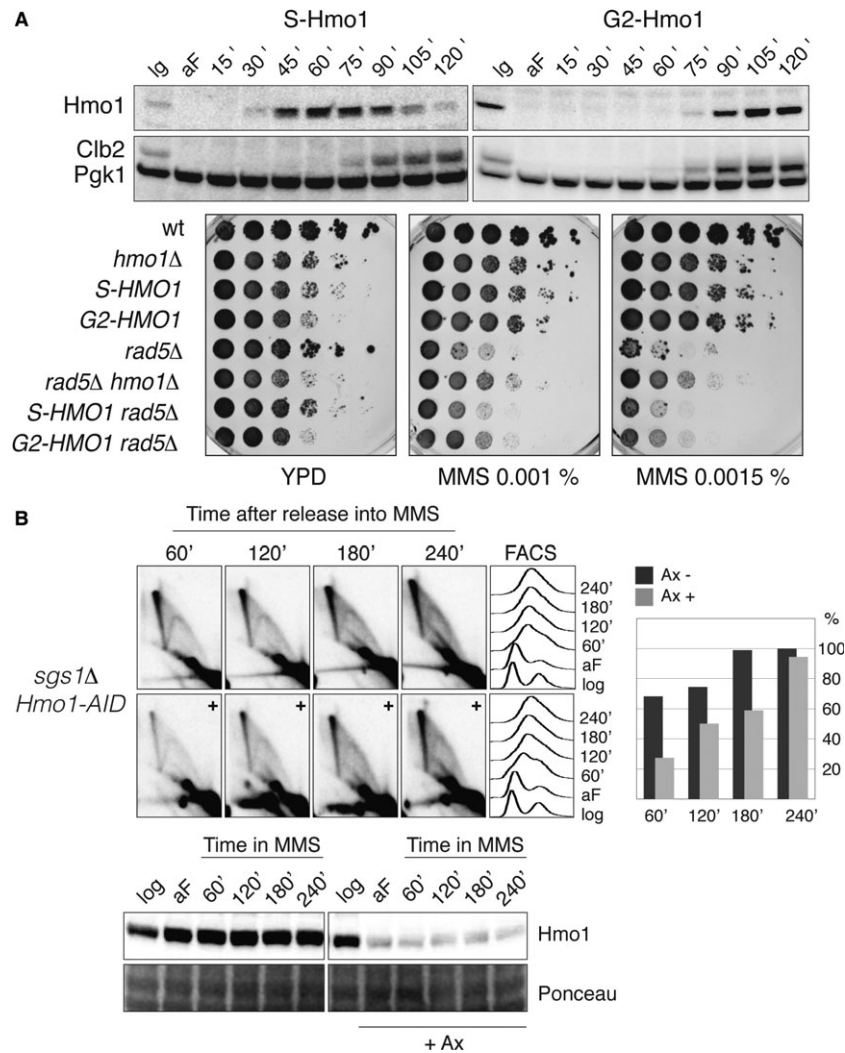 A
S-Hmo1 G2-Hmo1
lg aF 15' 30' 45' 60' 75' 90' 105' 120' lg aF 15' 30' 45' 60' 75' 90' 105' 120'
Hmo1
Clb2
Pgk1
wt
hmo1Δ
S-HMO1
G2-HMO1
rad5Δ
rad5Δ hmo1Δ
S-HMO1 rad5Δ
G2-HMO1 rad5Δ
YPD MMS 0.001 % MMS 0.0015 %
B
Time after release into MMS
60' 120' 180' 240' FACS
240'
180'
120'
60'
aF
log
sgs1Δ
Hmo1-AID
+ + + +
240'
180'
120'
60'
aF
log
Ax -
Ax +
%
100
80
60
40
20
60' 120' 180' 240'
Time in MMS Time in MMS
log aF 60' 120' 180' 240' log aF 60' 120' 180' 240'
Hmo1
Ponceau
+ Ax